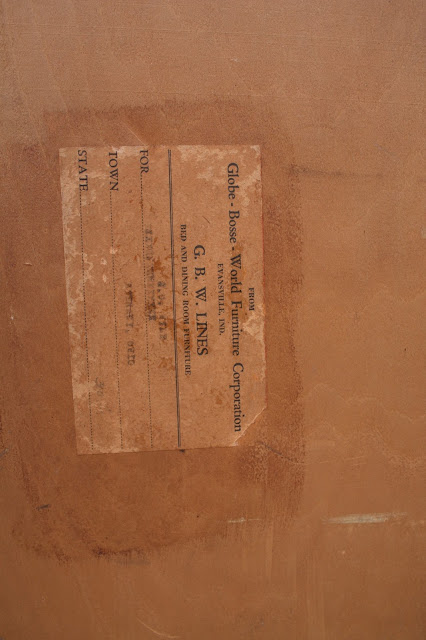 FROM
Globe - Bosse - World Furniture Corporation
EVANSVILLE, IND.
G. B. W. LINES
BED AND DINING ROOM FURNITURE
FOR
TOWN
STATE